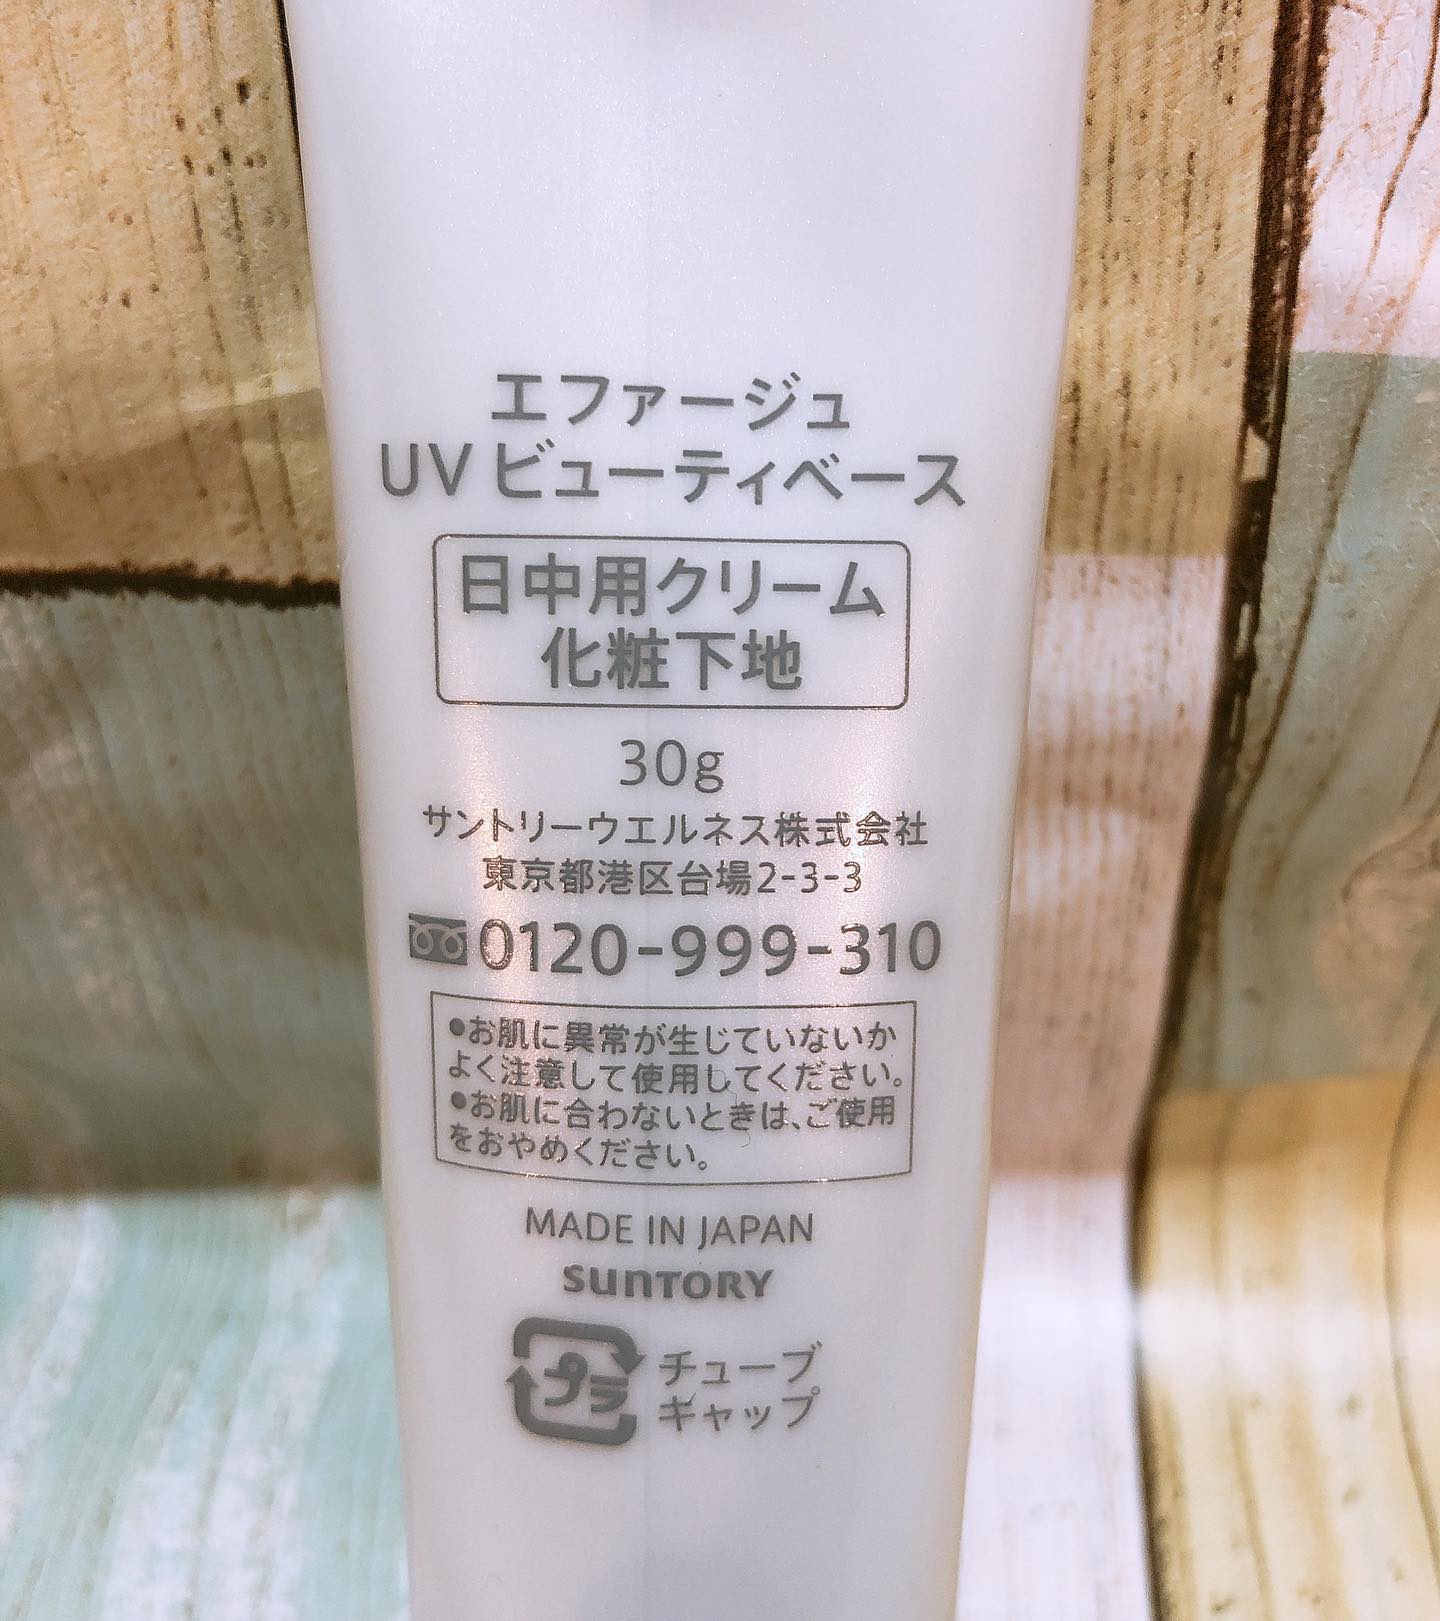 エファージュ
UV ビューティベース
日中用クリーム
化粧下地
30g
サントリーウエルネス株式会社
東京都港区台場2-3-3
0120-999-310
●お肌に異常が生じていないか
よく注意して使用してください。
●お肌に合わないときは、ご使用
をおやめください。
MADE IN JAPAN
SUNTORY
プラ
チューブ
キャップ